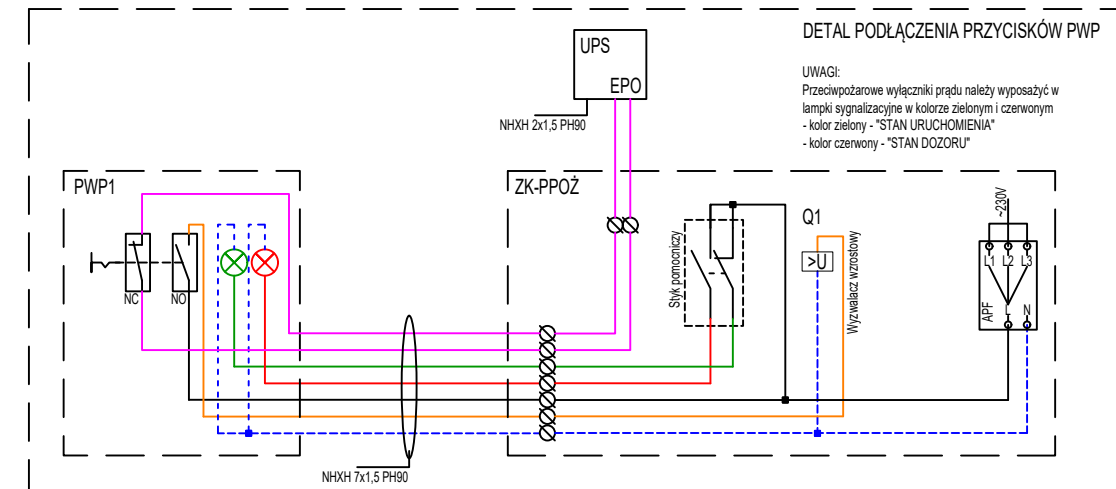 DETAL PODŁĄCZENIA PRZYCISKÓW PWP
UWAGI:
Przeciwpożarowe wyłączniki prądu należy wyposażyć w
lampki sygnalizacyjne w kolorze zielonym i czerwonym
- kolor zielony - "STAN URUCHOMIENIA"
- kolor czerwony - "STAN DOZORU"
UPS
EPO
NHXH 2x1,5 PH90
PWP1
NC
NO
ZK-PPOŻ
Styk pomocniczy
Q1
>U
Wyzwalacz wzrostowy
~230V
L1 L2 L3
APF
L N
NHXH 7x1,5 PH90